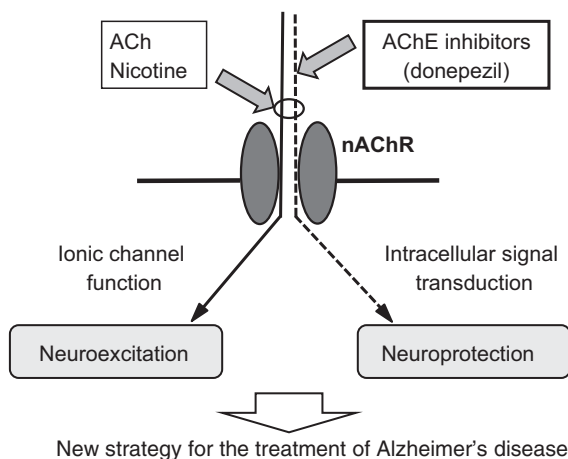 ACh
Nicotine
AChE inhibitors
(donepezil)
nAChR
Ionic channel
function
Intracellular signal
transduction
Neuroexcitation
Neuroprotection
New strategy for the treatment of Alzheimer's disease